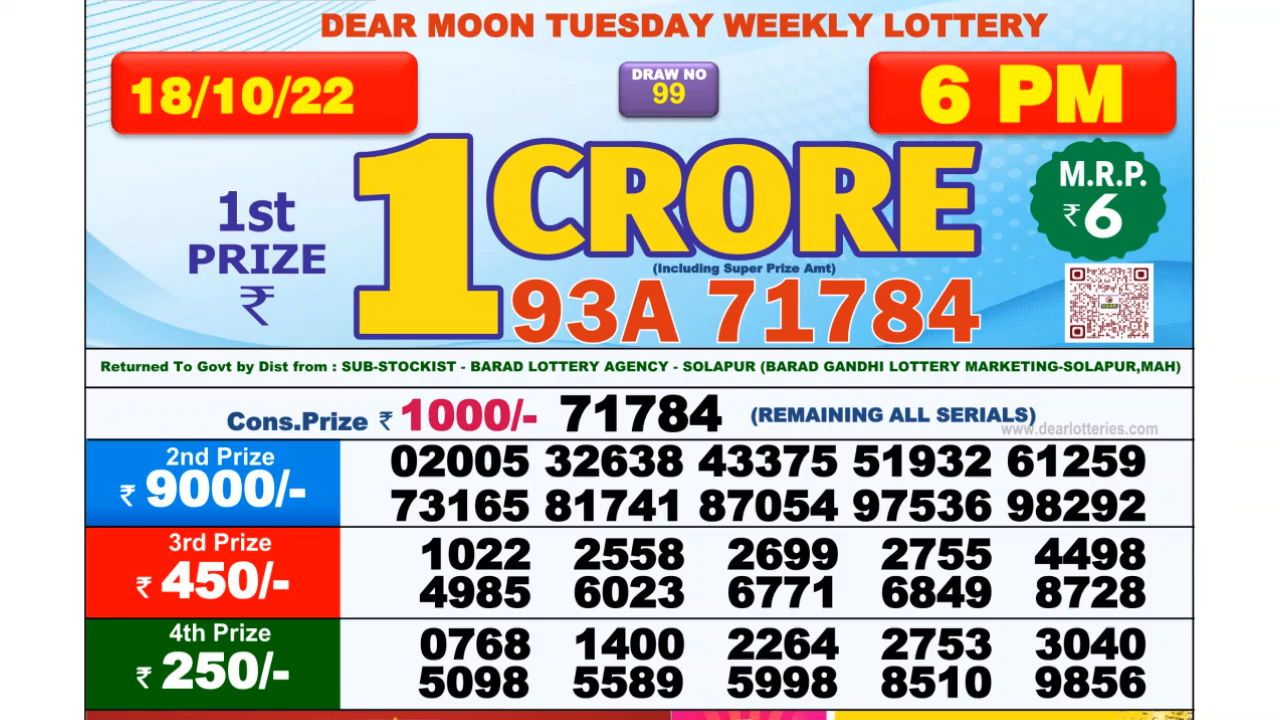 DEAR MOON TUESDAY WEEKLY LOTTERY
18/10/22
DRAW NO
99
6 PM
1st
PRIZE
₹
1 CRORE
(Including Super Prize Amt)
93A 71784
M.R.P.
₹ 6
Returned To Govt by Dist from : SUB-STOCKIST - BARAD LOTTERY AGENCY - SOLAPUR (BARAD GANDHI LOTTERY MARKETING-SOLAPUR,MAH)
Cons.Prize ₹ 1000/- 71784 (REMAINING ALL SERIALS)
www.dearlotteries.com
2nd Prize
₹ 9000/-
02005 32638 43375 51932 61259
73165 81741 87054 97536 98292
3rd Prize
₹ 450/-
1022 2558 2699 2755 4498
4985 6023 6771 6849 8728
4th Prize
₹ 250/-
0768 1400 2264 2753 3040
5098 5589 5998 8510 9856